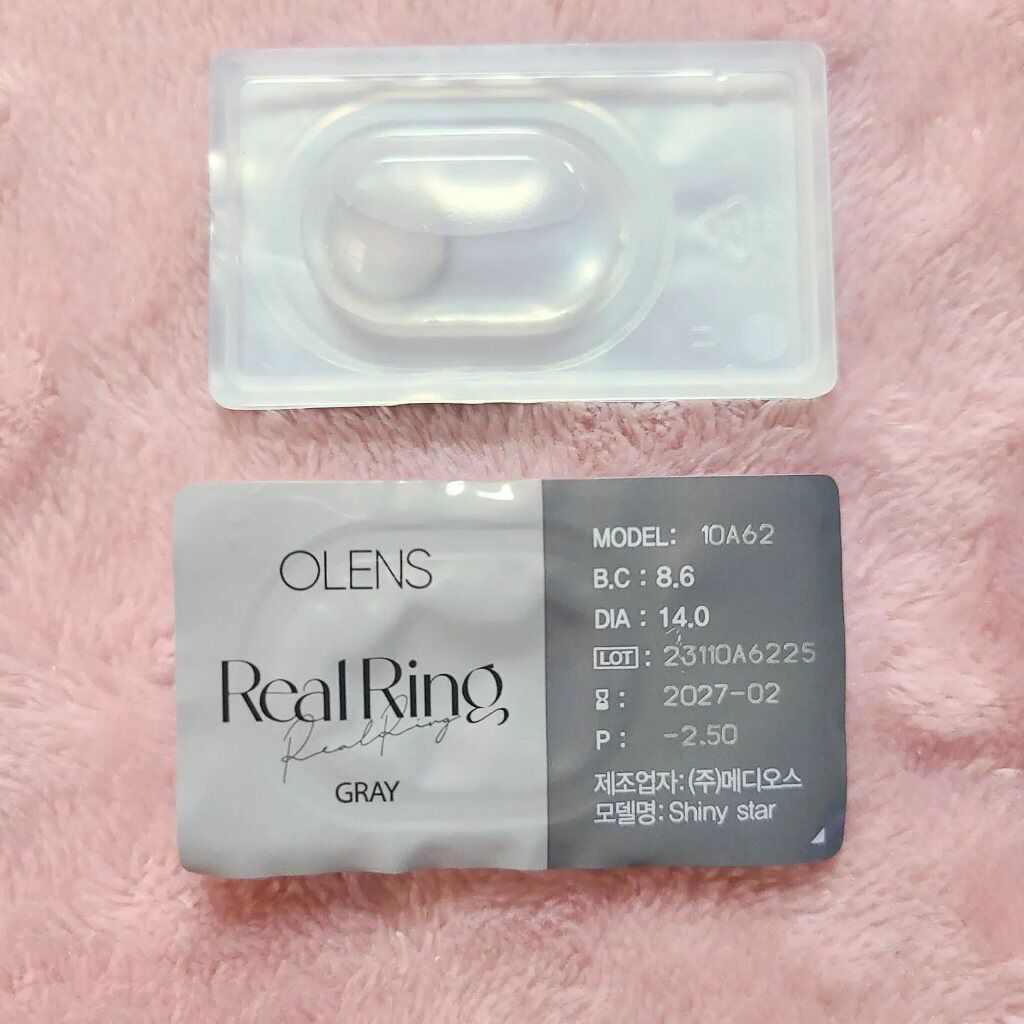 OLENS
Real Ring
RealRing
GRAY
MODEL: 10A62
B.C : 8.6
DIA : 14.0
LOT : 23110A6225
: 2027-02
P : -2.50
제조업자: (주)메디오스
모델명: Shiny star